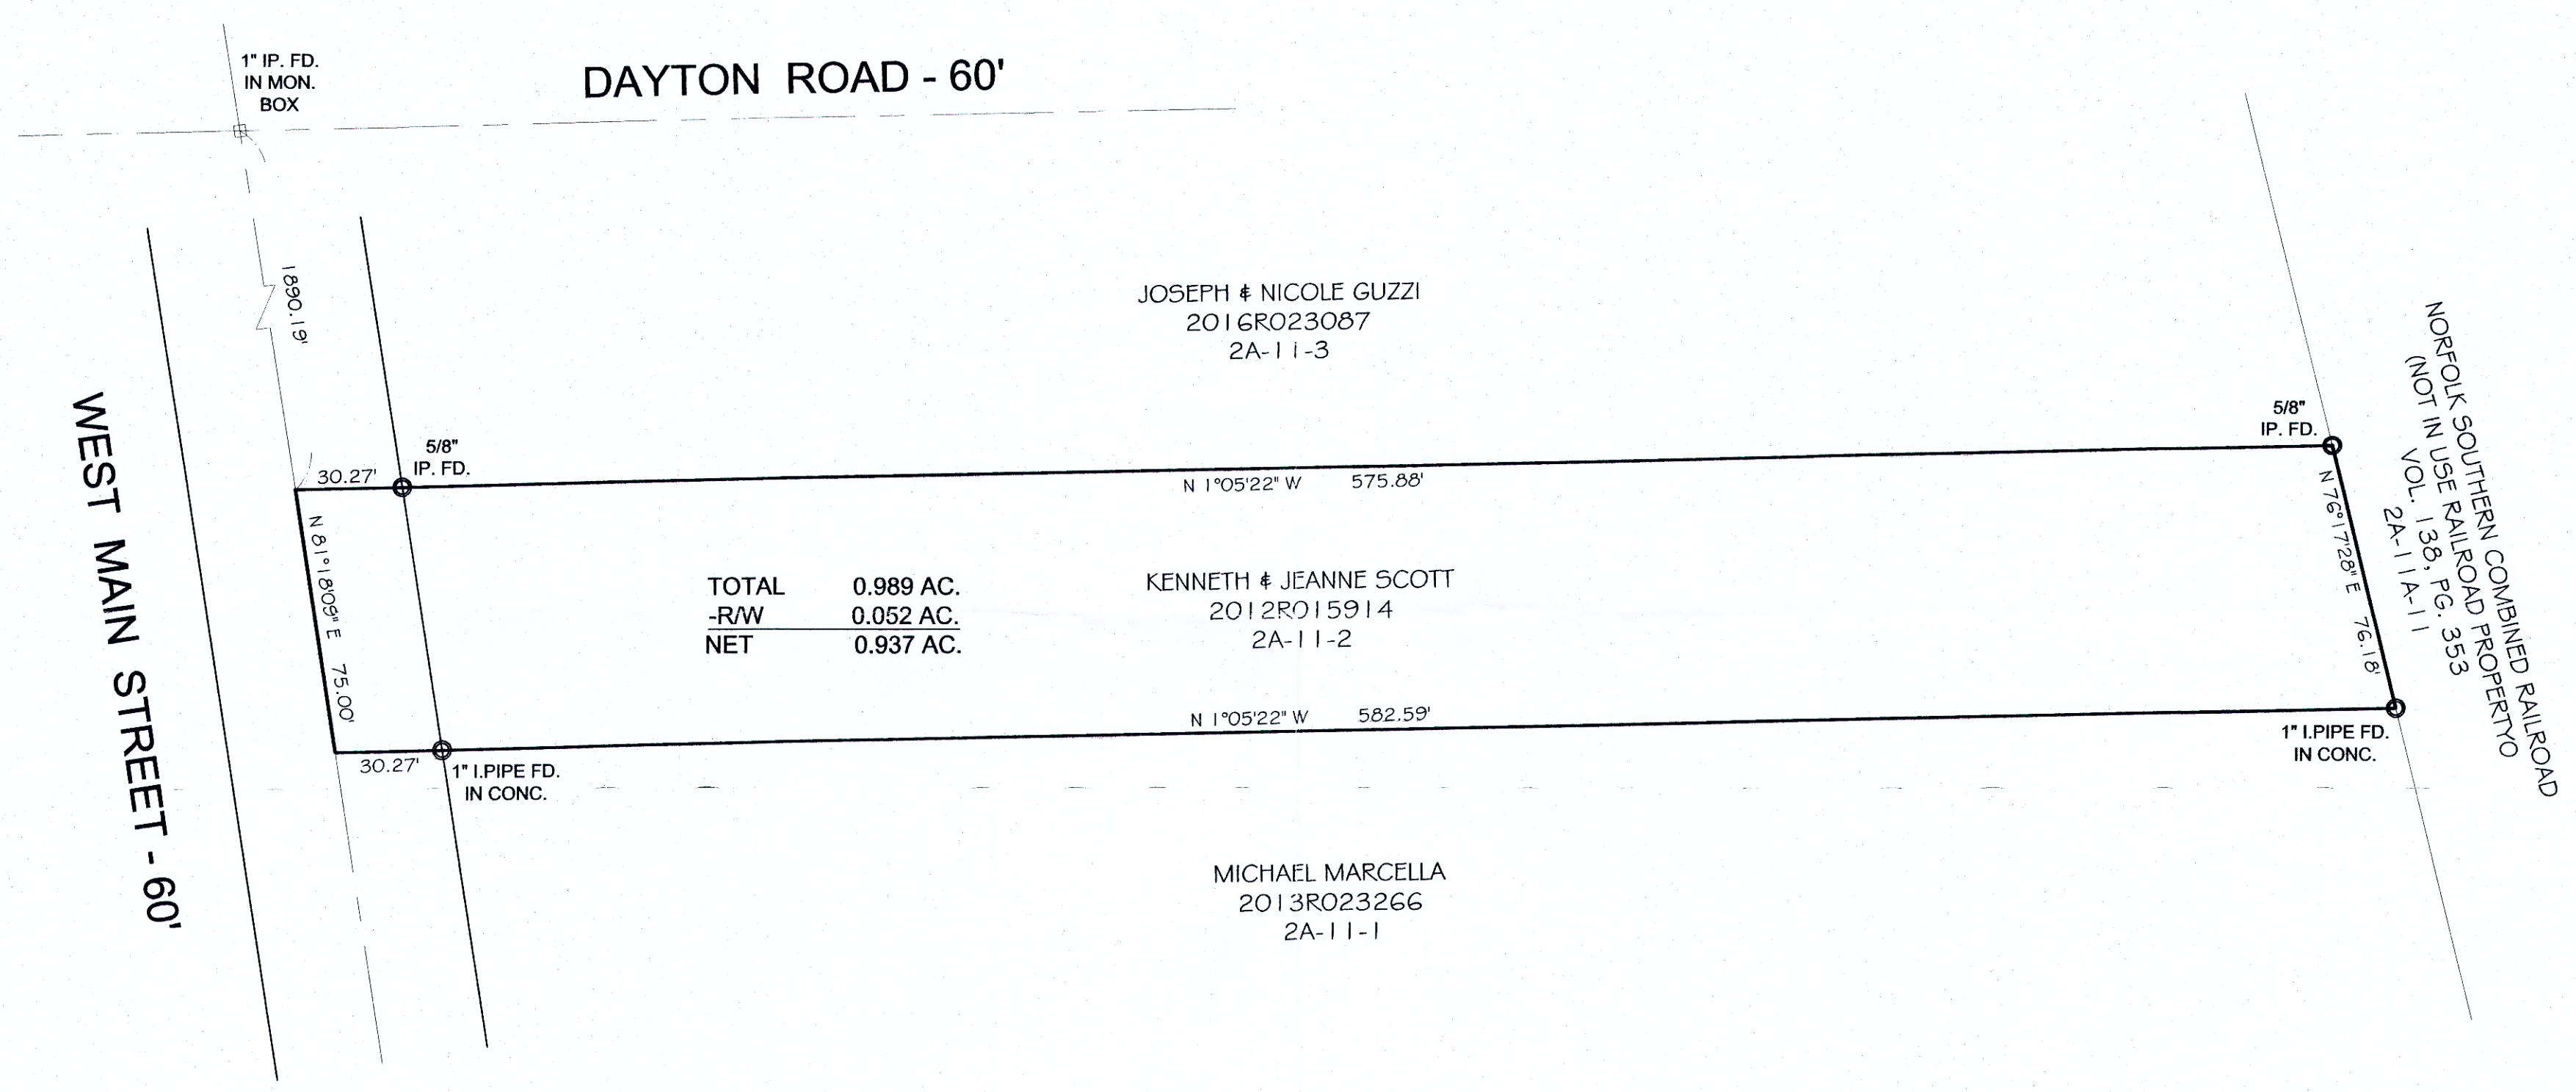 1" IP. FD.
IN MON.
BOX
DAYTON ROAD - 60'
1890.19'
WEST MAIN STREET - 60'
JOSEPH & NICOLE GUZZI
2016R023087
2A-11-3
5/8"
IP. FD.
30.27'
N 1°05'22" W 575.88'
5/8"
IP. FD.
N 81°18'09" E 75.00'
TOTAL 0.989 AC.
-R/W 0.052 AC.
NET 0.937 AC.
KENNETH & JEANNE SCOTT
2012R015914
2A-11-2
N 76°17'28" E 76.18'
NORFOLK SOUTHERN COMBINED RAILROAD
(NOT IN USE RAILROAD PROPERTYO
VOL. 138, PG. 353
2A-11A-11
30.27'
1" I.PIPE FD.
IN CONC.
N 1°05'22" W 582.59'
1" I.PIPE FD.
IN CONC.
MICHAEL MARCELLA
2013R023266
2A-11-1